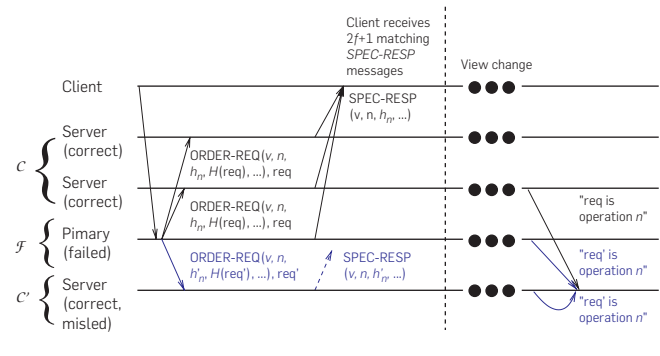 Client receives
2f+1 matching
SPEC-RESP
messages
View change
Client
SPEC-RESP
(v, n, hn, ...)
C
Server
(correct)
ORDER-REQ(v, n,
hn, H(req), ...), req
Server
(correct)
ORDER-REQ(v, n,
hn, H(req), ...), req
"req is
operation n"
F
Pimary
(failed)
ORDER-REQ(v, n,
h'n, H(req'), ...), req'
SPEC-RESP
(v, n, h'n, ...)
"req' is
operation n"
C'
Server
(correct,
misled)
"req' is
operation n"